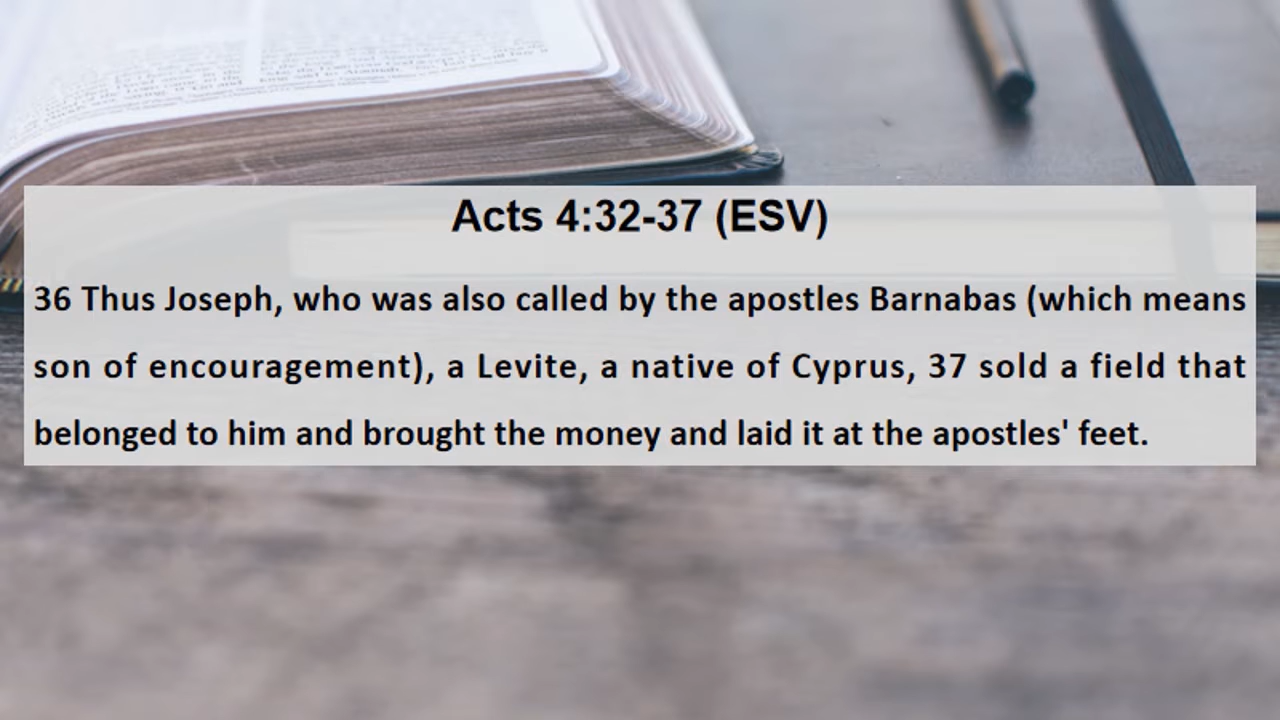 Acts 4:32-37 (ESV)
36 Thus Joseph, who was also called by the apostles Barnabas (which means
son of encouragement), a Levite, a native of Cyprus, 37 sold a field that
belonged to him and brought the money and laid it at the apostles' feet.